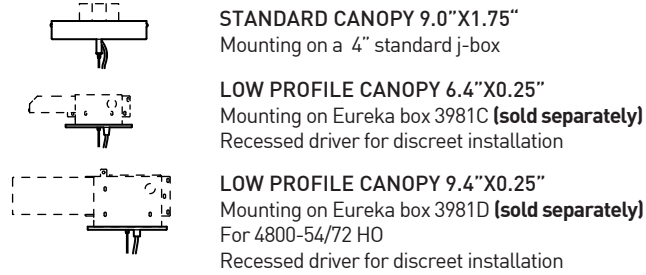 STANDARD CANOPY 9.0”X1.75“
Mounting on a 4” standard j-box
LOW PROFILE CANOPY 6.4”X0.25”
Mounting on Eureka box 3981C (sold separately)
Recessed driver for discreet installation
LOW PROFILE CANOPY 9.4”X0.25”
Mounting on Eureka box 3981D (sold separately)
For 4800-54/72 HO
Recessed driver for discreet installation